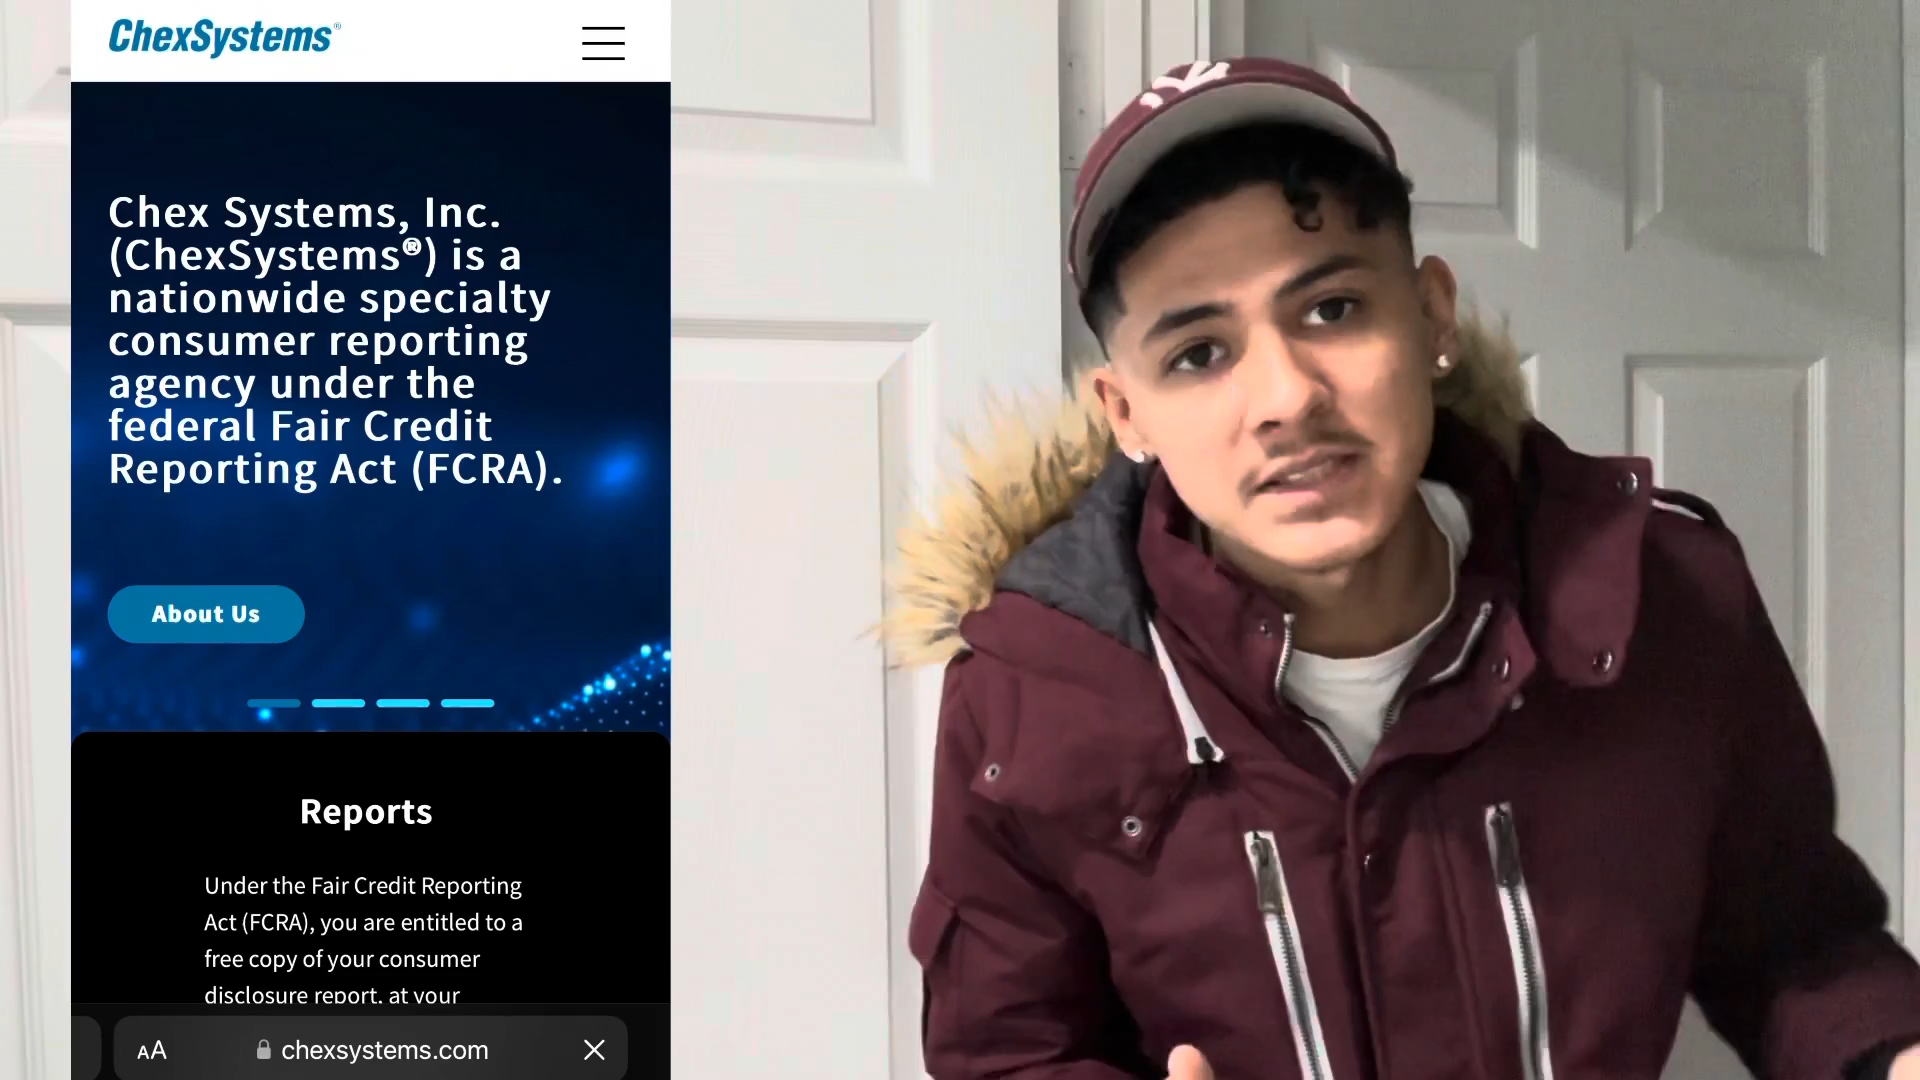 ChexSystems®
Chex Systems, Inc.
(ChexSystems®) is a
nationwide specialty
consumer reporting
agency under the
federal Fair Credit
Reporting Act (FCRA).
About Us
Reports
Under the Fair Credit Reporting
Act (FCRA), you are entitled to a
free copy of your consumer
disclosure report, at your
AA
chexsystems.com
NY